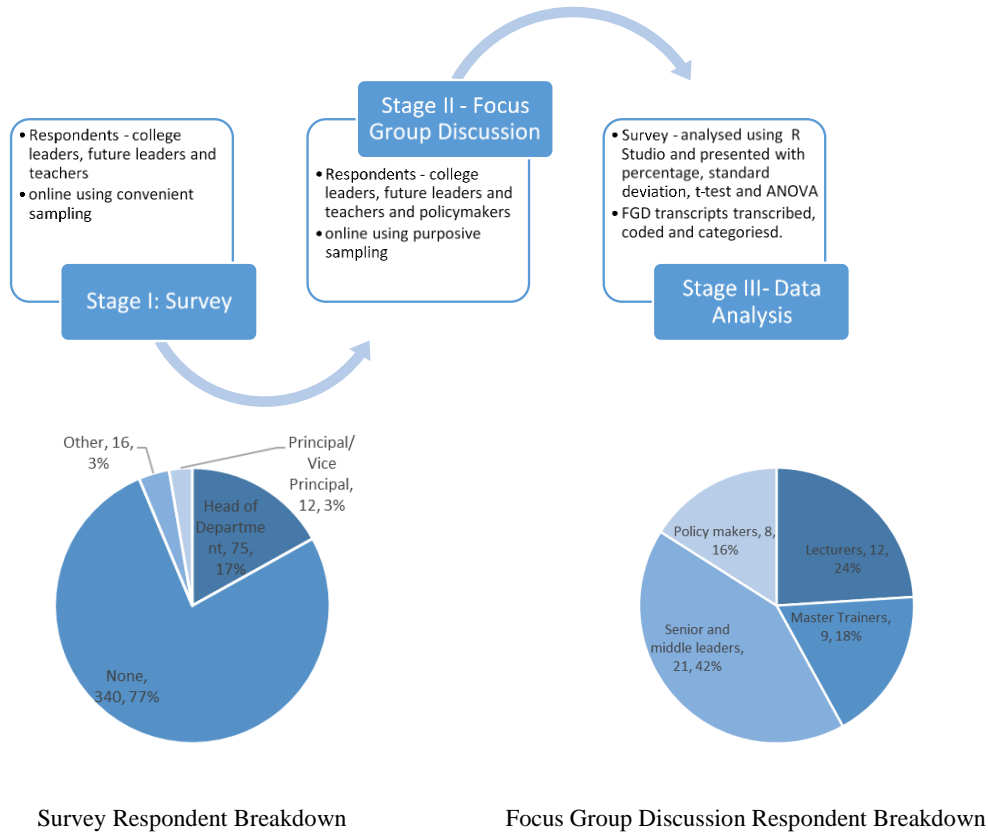 • Respondents - college
leaders, future leaders and
teachers
• online using convenient
sampling
Stage I: Survey
Stage II - Focus
Group Discussion
• Respondents - college
leaders, future leaders and
teachers and policymakers
• online using purposive
sampling
• Survey - analysed using R
Studio and presented with
percentage, standard
deviation, t-test and ANOVA
• FGD transcripts transcribed,
coded and categoriesd.
Stage III- Data
Analysis
Other, 16,
3%
Principal/
Vice
Principal,
12, 3%
Head of
Departme
nt, 75,
17%
None,
340, 77%
Policy makers, 8,
16%
Lecturers, 12,
24%
Master Trainers,
9, 18%
Senior and
middle leaders,
21, 42%
Survey Respondent Breakdown
Focus Group Discussion Respondent Breakdown